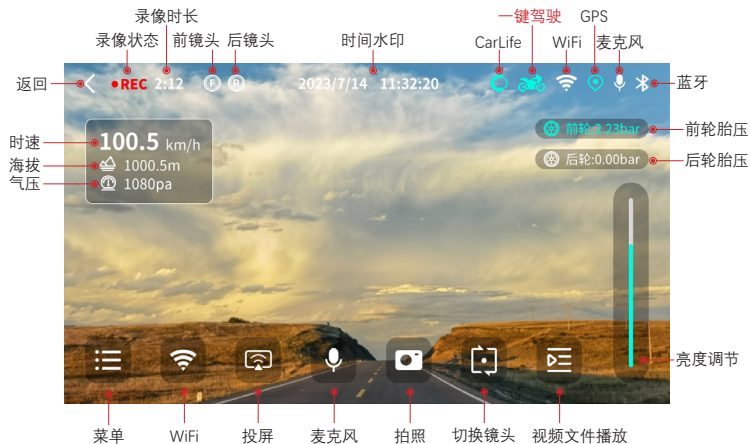 录像时长
一键驾驶
GPS
录像状态
前镜头
后镜头
时间水印
CarLife
WiFi
麦克风
返回
REC 2:12
F
R
2023/7/14 11:32:20
蓝牙
时速
100.5 km/h
前轮:2.23bar
前轮胎压
海拔
1000.5m
后轮:0.00bar
后轮胎压
气压
1080pa
亮度调节
菜单
WiFi
投屏
麦克风
拍照
切换镜头
视频文件播放